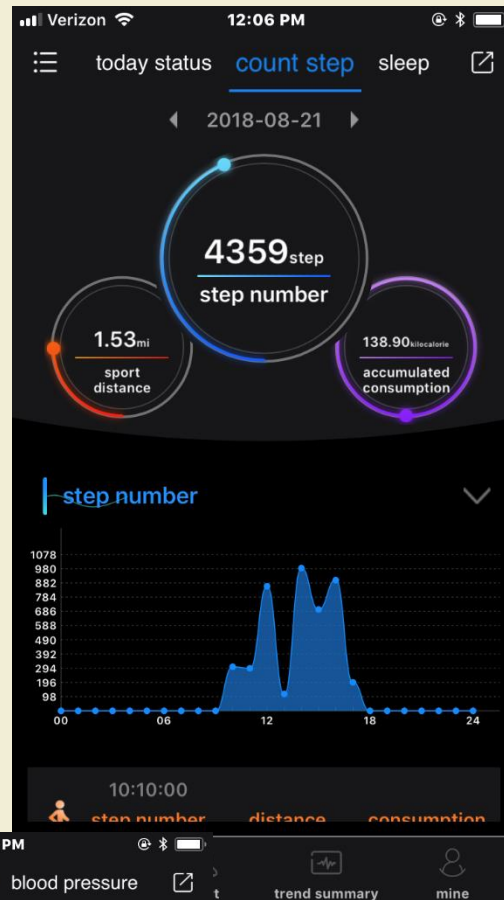 Verizon 12:06 PM
today status count step sleep
2018-08-21
4359step
step number
1.53mi
sport
distance
138.90kilocalorie
accumulated
consumption
step number
1078
980
882
784
686
588
490
392
294
196
98
00 06 12 18 24
10:10:00
step number distance consumption
PM
blood pressure
t trend summary mine